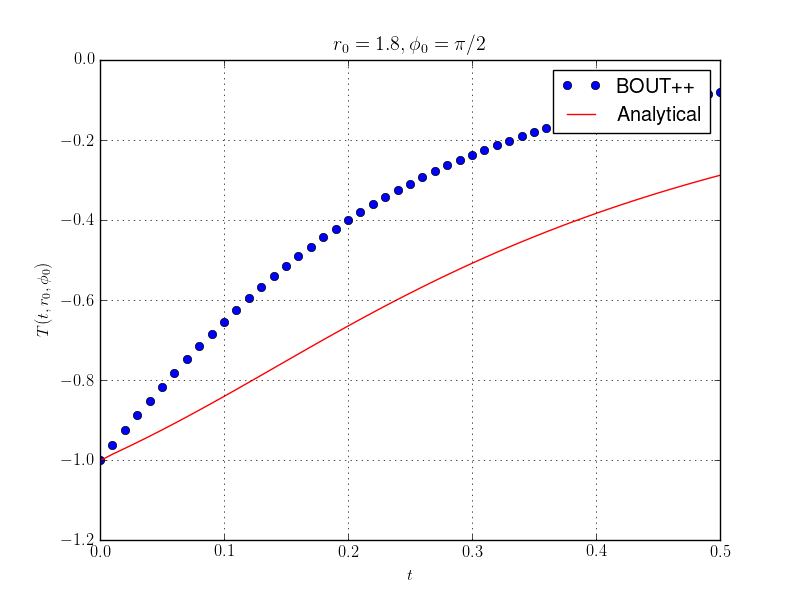 $r_0 = 1.8, \phi_0 = \pi/2$
BOUT++
Analytical
0.0
−0.2
−0.4
−0.6
−0.8
−1.0
−1.2
$T(t, r_0, \phi_0)$
0.0 0.1 0.2 0.3 0.4 0.5
$t$